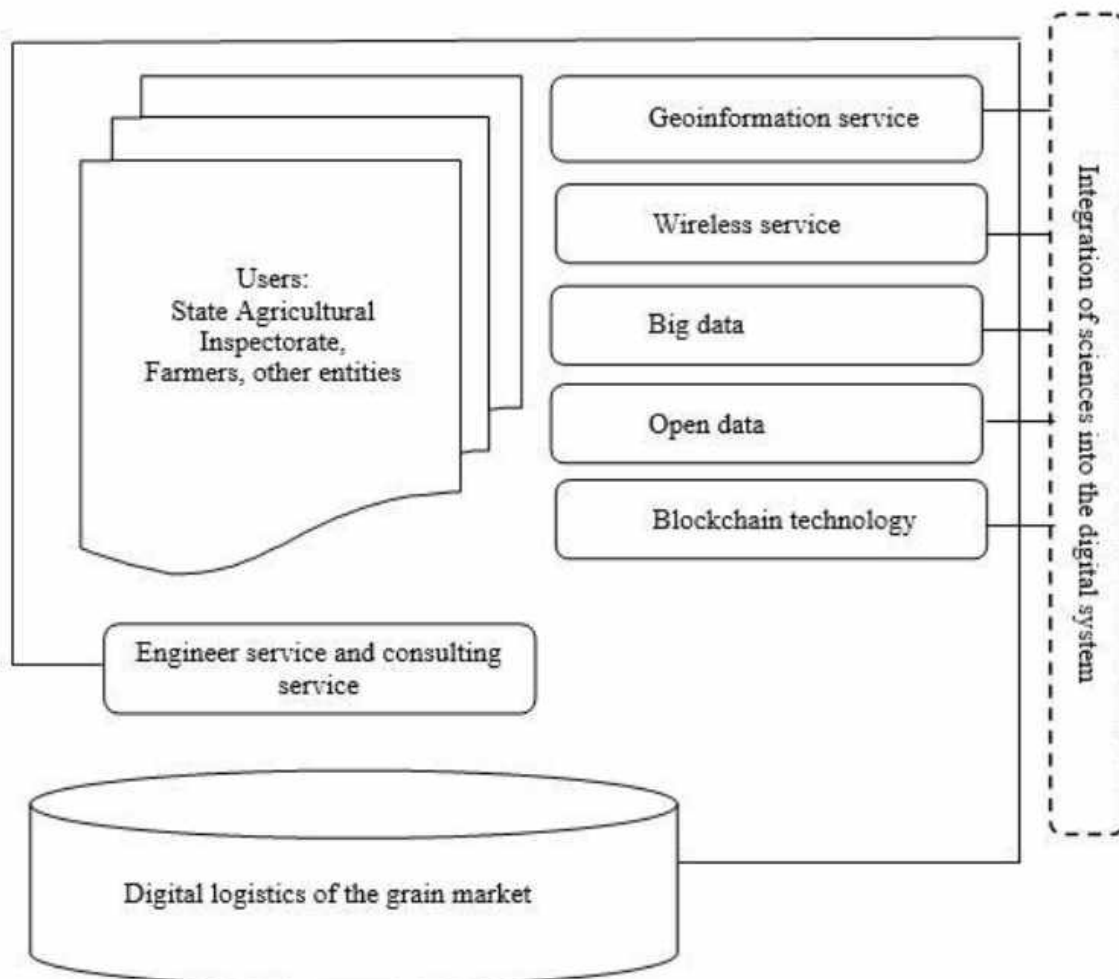 Users:
State Agricultural
Inspectorate,
Farmers, other entities
Geoinformation service
Wireless service
Big data
Open data
Blockchain technology
Engineer service and consulting
service
Digital logistics of the grain market
Integration of sciences into the digital system